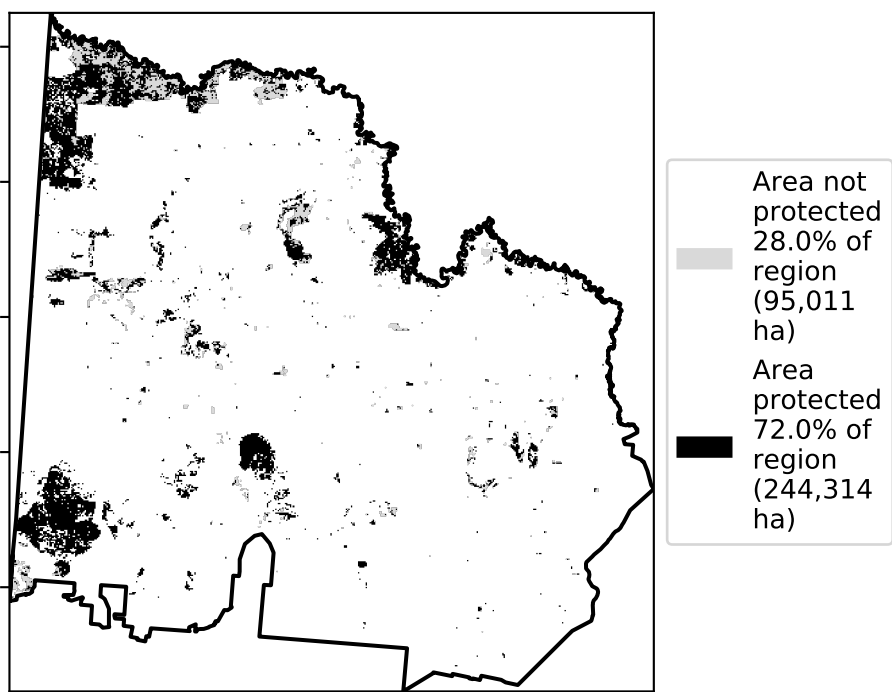 Area not
protected
28.0% of
region
(95,011
ha)
Area
protected
72.0% of
region
(244,314
ha)